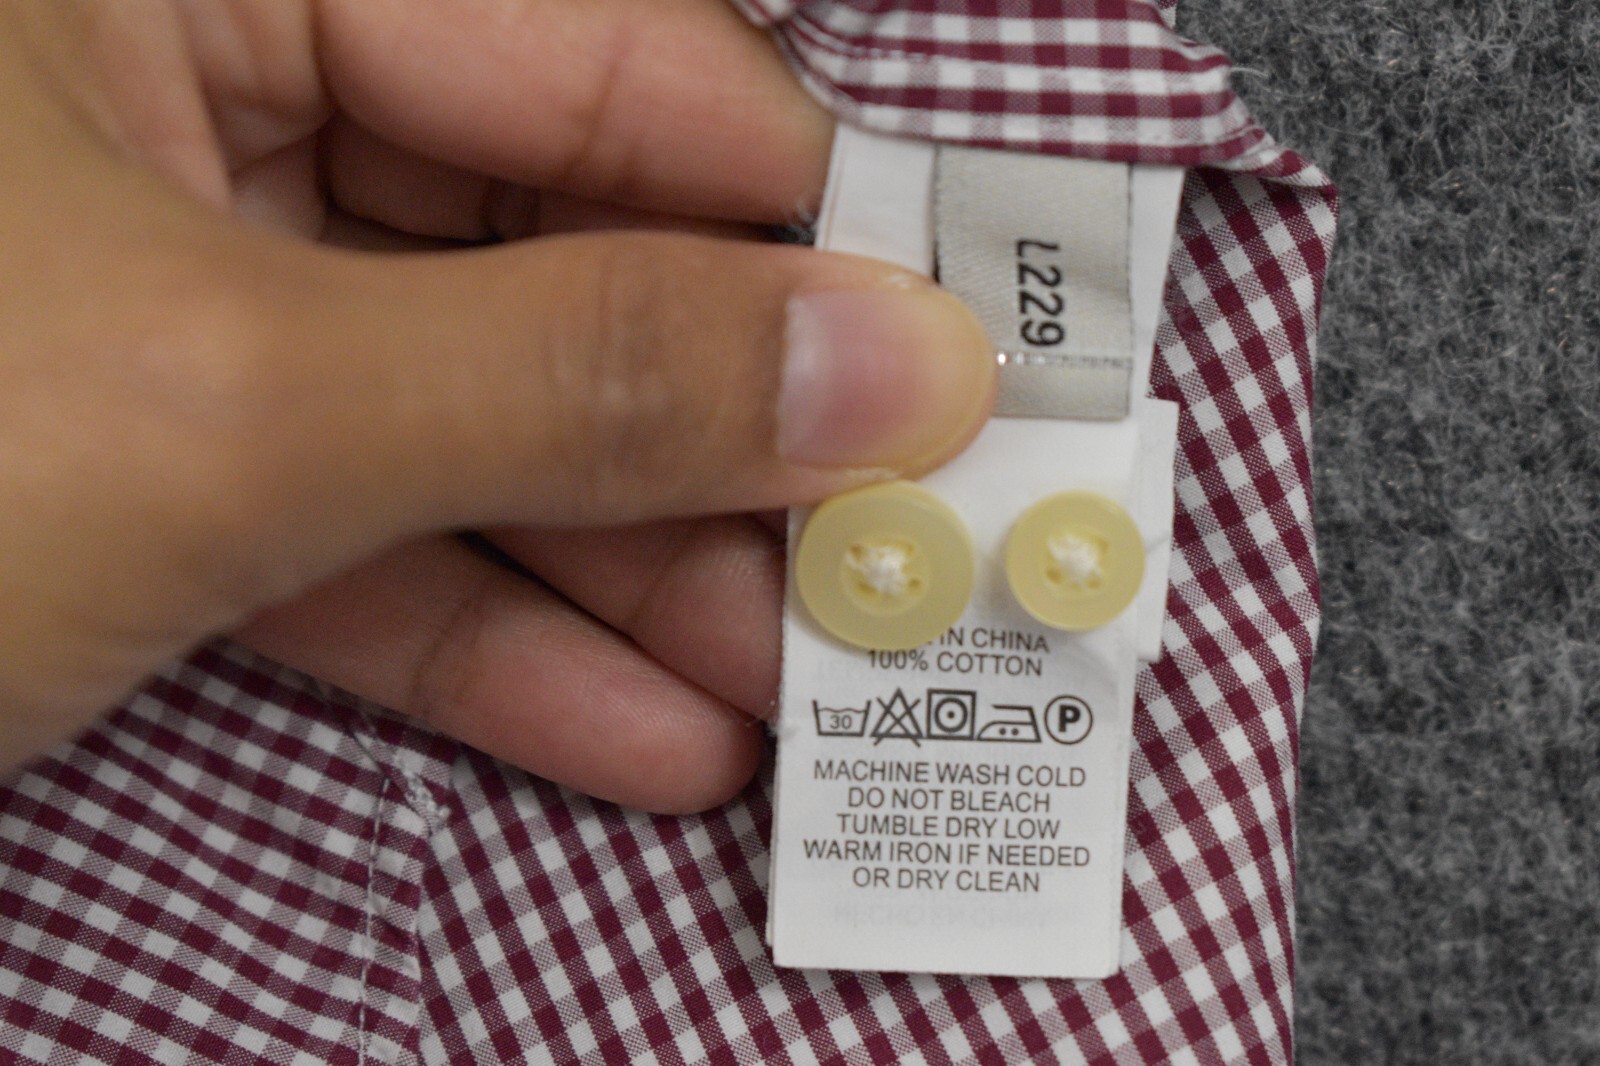 L229
IN CHINA
100% COTTON
30 P
MACHINE WASH COLD
DO NOT BLEACH
TUMBLE DRY LOW
WARM IRON IF NEEDED
OR DRY CLEAN